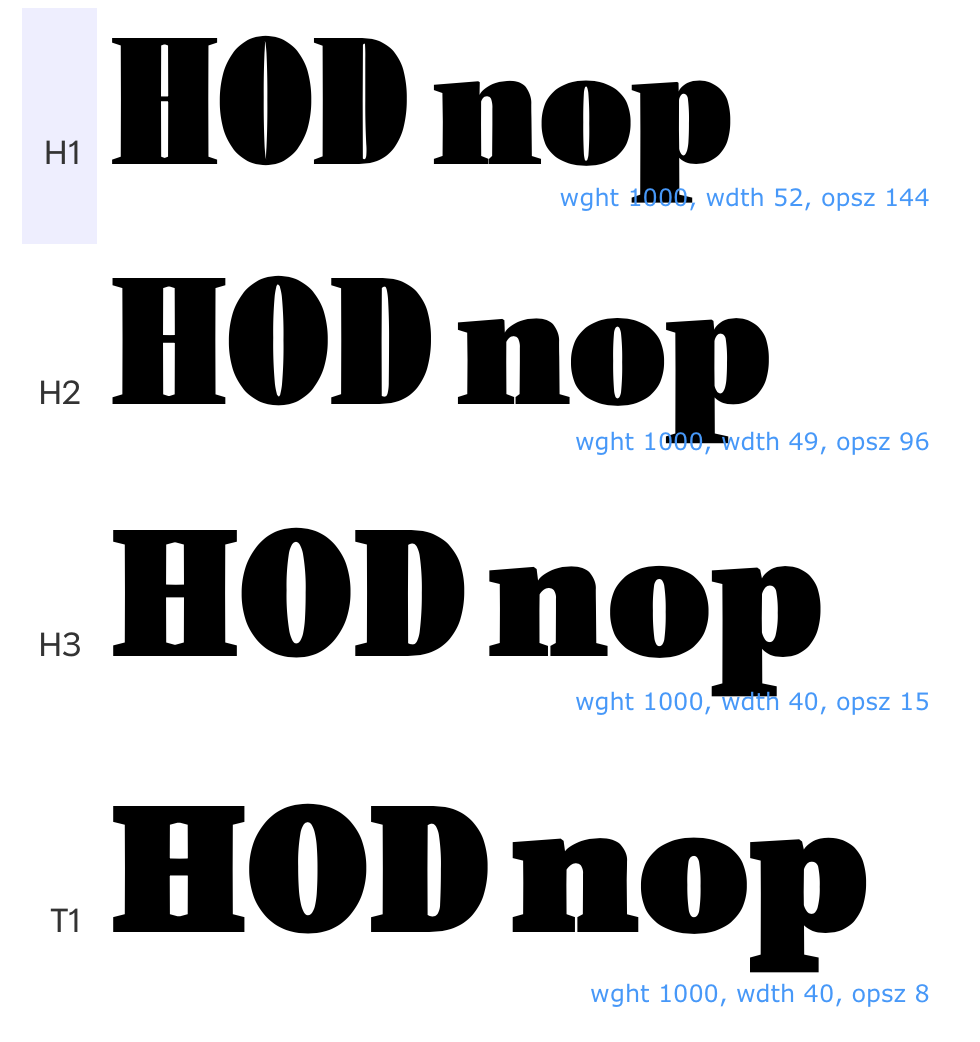 H1 HOD nop
wght 1000, wdth 52, opsz 144
H2 HOD nop
wght 1000, wdth 49, opsz 96
H3 HOD nop
wght 1000, wdth 40, opsz 15
T1 HOD nop
wght 1000, wdth 40, opsz 8